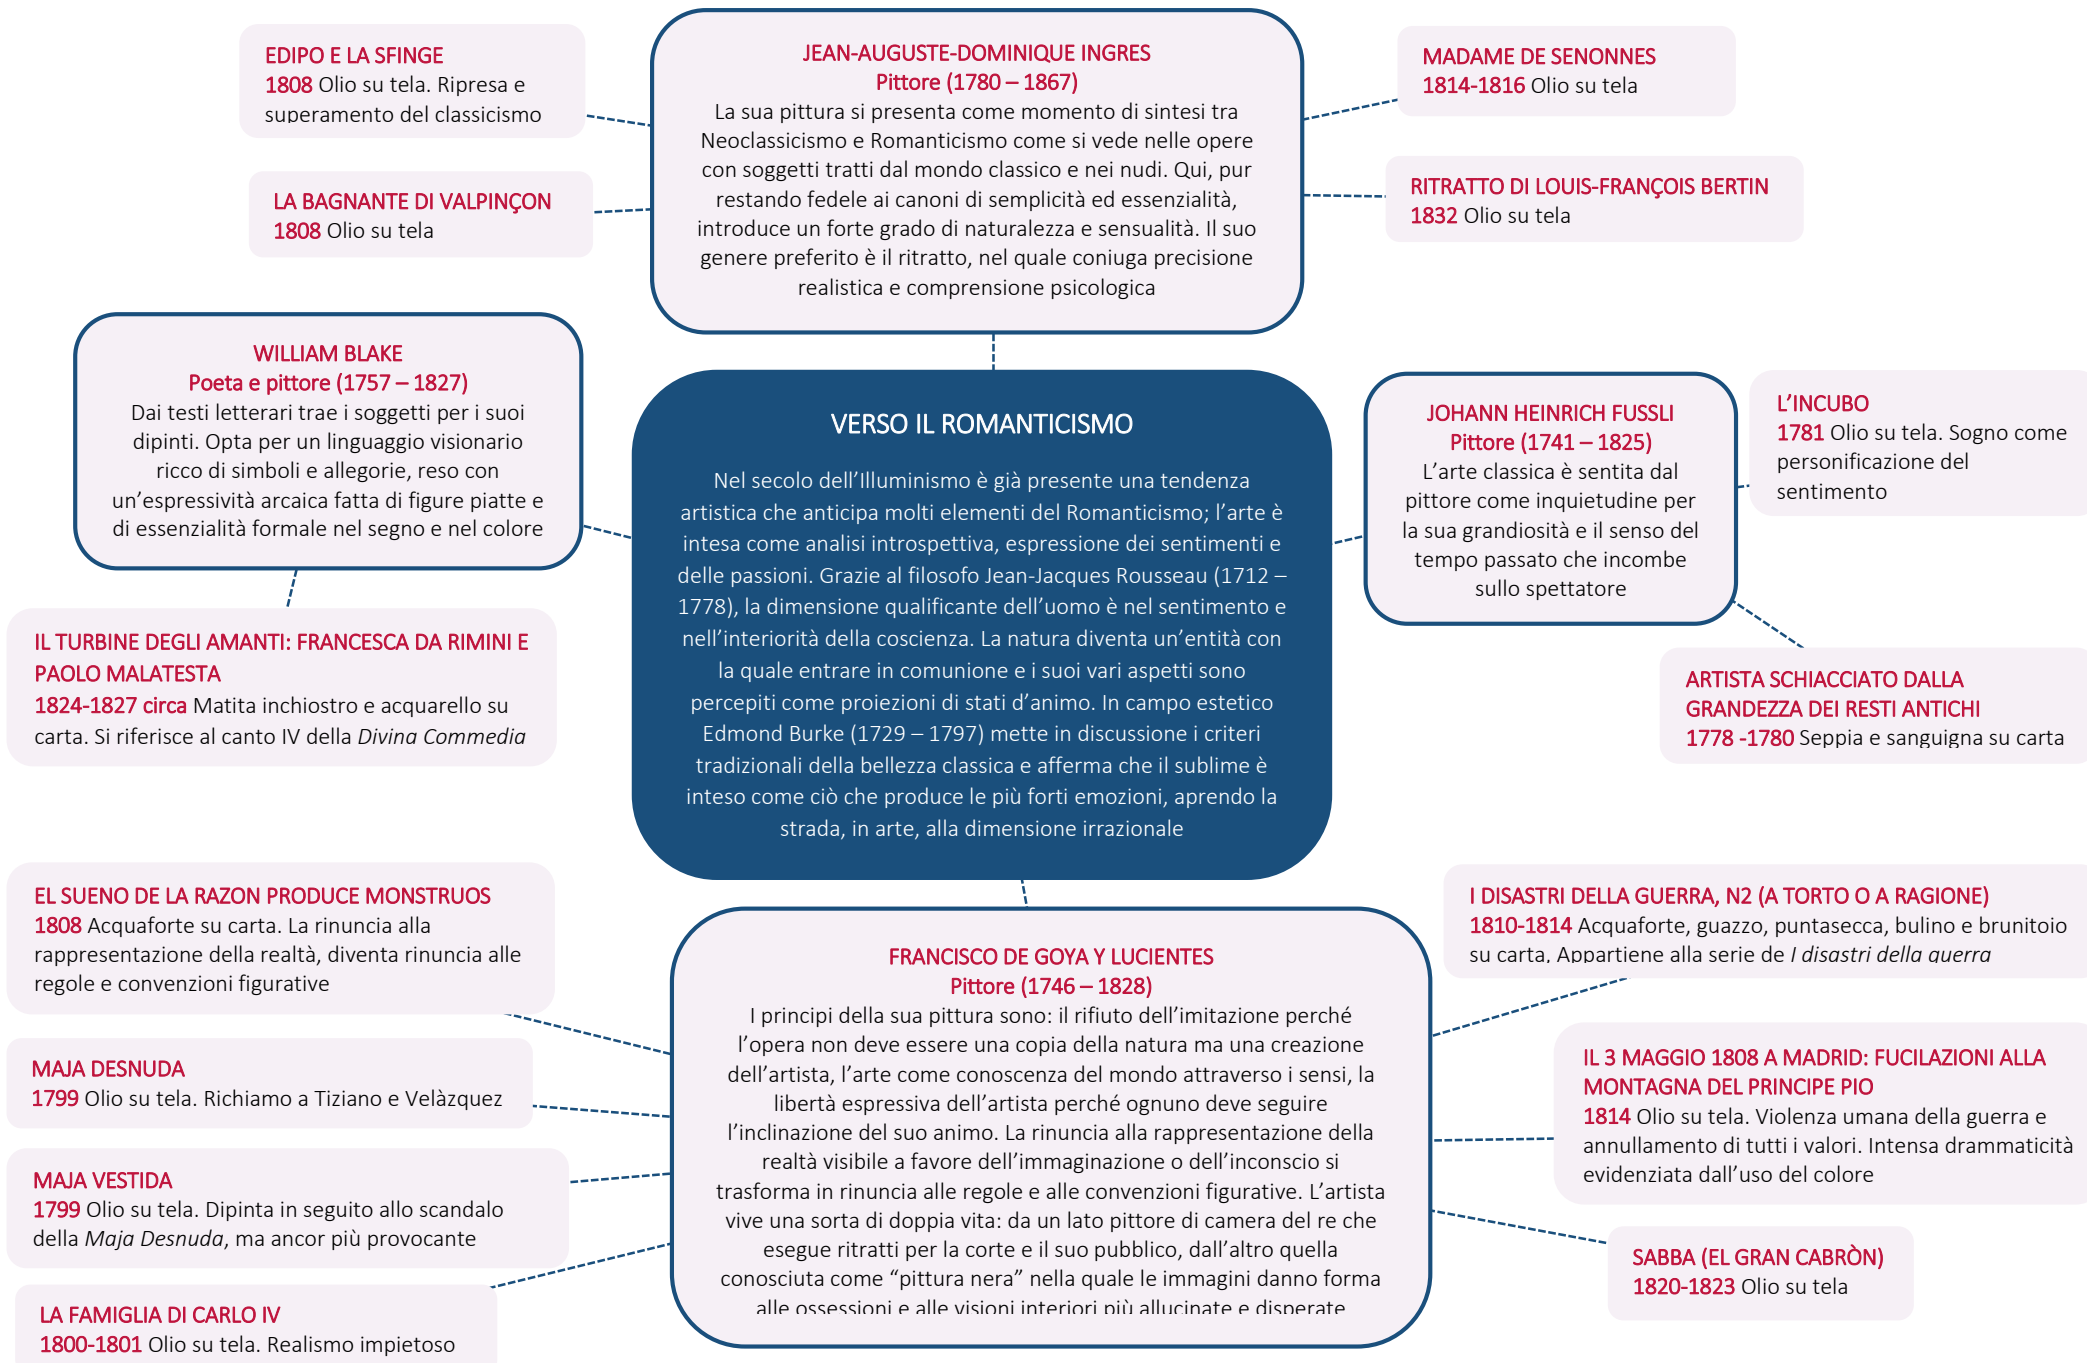 EDIPO E LA SFINGE
1808 Olio su tela. Ripresa e
superamento del classicismo
LA BAGNANTE DI VALPINÇON
1808 Olio su tela
JEAN-AUGUSTE-DOMINIQUE INGRES
Pittore (1780 – 1867)
La sua pittura si presenta come momento di sintesi tra
Neoclassicismo e Romanticismo come si vede nelle opere
con soggetti tratti dal mondo classico e nei nudi. Qui, pur
restando fedele ai canoni di semplicità ed essenzialità,
introduce un forte grado di naturalezza e sensualità. Il suo
genere preferito è il ritratto, nel quale coniuga precisione
realistica e comprensione psicologica
MADAME DE SENONNES
1814-1816 Olio su tela
RITRATTO DI LOUIS-FRANÇOIS BERTIN
1832 Olio su tela
WILLIAM BLAKE
Poeta e pittore (1757 – 1827)
Dai testi letterari trae i soggetti per i suoi
dipinti. Opta per un linguaggio visionario
ricco di simboli e allegorie, reso con
un’espressività arcaica fatta di figure piatte e
di essenzialità formale nel segno e nel colore
IL TURBINE DEGLI AMANTI: FRANCESCA DA RIMINI E
PAOLO MALATESTA
1824-1827 circa Matita inchiostro e acquarello su
carta. Si riferisce al canto IV della Divina Commedia
VERSO IL ROMANTICISMO
Nel secolo dell’Illuminismo è già presente una tendenza
artistica che anticipa molti elementi del Romanticismo; l’arte è
intesa come analisi introspettiva, espressione dei sentimenti e
delle passioni. Grazie al filosofo Jean-Jacques Rousseau (1712 –
1778), la dimensione qualificante dell’uomo è nel sentimento e
nell’interiorità della coscienza. La natura diventa un’entità con
la quale entrare in comunione e i suoi vari aspetti sono
percepiti come proiezioni di stati d’animo. In campo estetico
Edmond Burke (1729 – 1797) mette in discussione i criteri
tradizionali della bellezza classica e afferma che il sublime è
inteso come ciò che produce le più forti emozioni, aprendo la
strada, in arte, alla dimensione irrazionale
JOHANN HEINRICH FUSSLI
Pittore (1741 – 1825)
L’arte classica è sentita dal
pittore come inquietudine per
la sua grandiosità e il senso del
tempo passato che incombe
sullo spettatore
L’INCUBO
1781 Olio su tela. Sogno come
personificazione del
sentimento
ARTISTA SCHIACCIATO DALLA
GRANDEZZA DEI RESTI ANTICHI
1778 -1780 Seppia e sanguigna su carta
EL SUENO DE LA RAZON PRODUCE MONSTRUOS
1808 Acquaforte su carta. La rinuncia alla
rappresentazione della realtà, diventa rinuncia alle
regole e convenzioni figurative
MAJA DESNUDA
1799 Olio su tela. Richiamo a Tiziano e Velàzquez
MAJA VESTIDA
1799 Olio su tela. Dipinta in seguito allo scandalo
della Maja Desnuda, ma ancor più provocante
LA FAMIGLIA DI CARLO IV
1800-1801 Olio su tela. Realismo impietoso
FRANCISCO DE GOYA Y LUCIENTES
Pittore (1746 – 1828)
I principi della sua pittura sono: il rifiuto dell’imitazione perché
l’opera non deve essere una copia della natura ma una creazione
dell’artista, l’arte come conoscenza del mondo attraverso i sensi, la
libertà espressiva dell’artista perché ognuno deve seguire
l’inclinazione del suo animo. La rinuncia alla rappresentazione della
realtà visibile a favore dell’immaginazione o dell’inconscio si
trasforma in rinuncia alle regole e alle convenzioni figurative. L’artista
vive una sorta di doppia vita: da un lato pittore di camera del re che
esegue ritratti per la corte e il suo pubblico, dall’altro quella
conosciuta come “pittura nera” nella quale le immagini danno forma
alle ossessioni e alle visioni interiori più allucinate e disperate
I DISASTRI DELLA GUERRA, N2 (A TORTO O A RAGIONE)
1810-1814 Acquaforte, guazzo, puntasecca, bulino e brunitoio
su carta. Appartiene alla serie de I disastri della guerra
IL 3 MAGGIO 1808 A MADRID: FUCILAZIONI ALLA
MONTAGNA DEL PRINCIPE PIO
1814 Olio su tela. Violenza umana della guerra e
annullamento di tutti i valori. Intensa drammaticità
evidenziata dall’uso del colore
SABBA (EL GRAN CABRÒN)
1820-1823 Olio su tela